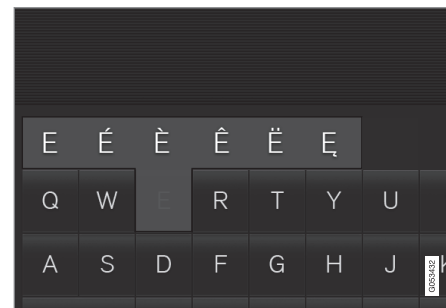 E É È Ê Ë Ę
Q W E R T Y U
A S D F G H J K
G053432